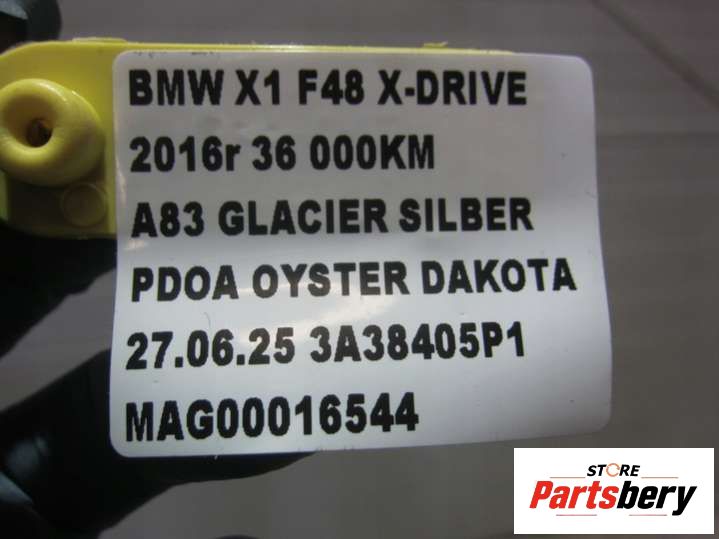 BMW X1 F48 X-DRIVE
2016r 36 000KM
A83 GLACIER SILBER
PDOA OYSTER DAKOTA
27.06.25 3A38405P1
MAG00016544
STORE
Partsbery